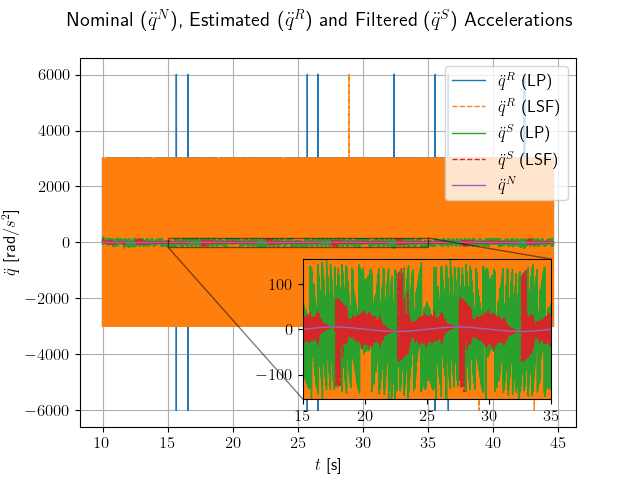 Nominal (q̈ᴺ), Estimated (q̈ᴿ) and Filtered (q̈ˢ) Accelerations
q̈ᴿ (LP)
q̈ᴿ (LSF)
q̈ˢ (LP)
q̈ˢ (LSF)
q̈ᴺ
q̈ [rad/s²]
6000
4000
2000
0
−2000
−4000
−6000
100
0
−100
15 20 25 30 35
10 15 20 25 30 35 40 45
t [s]